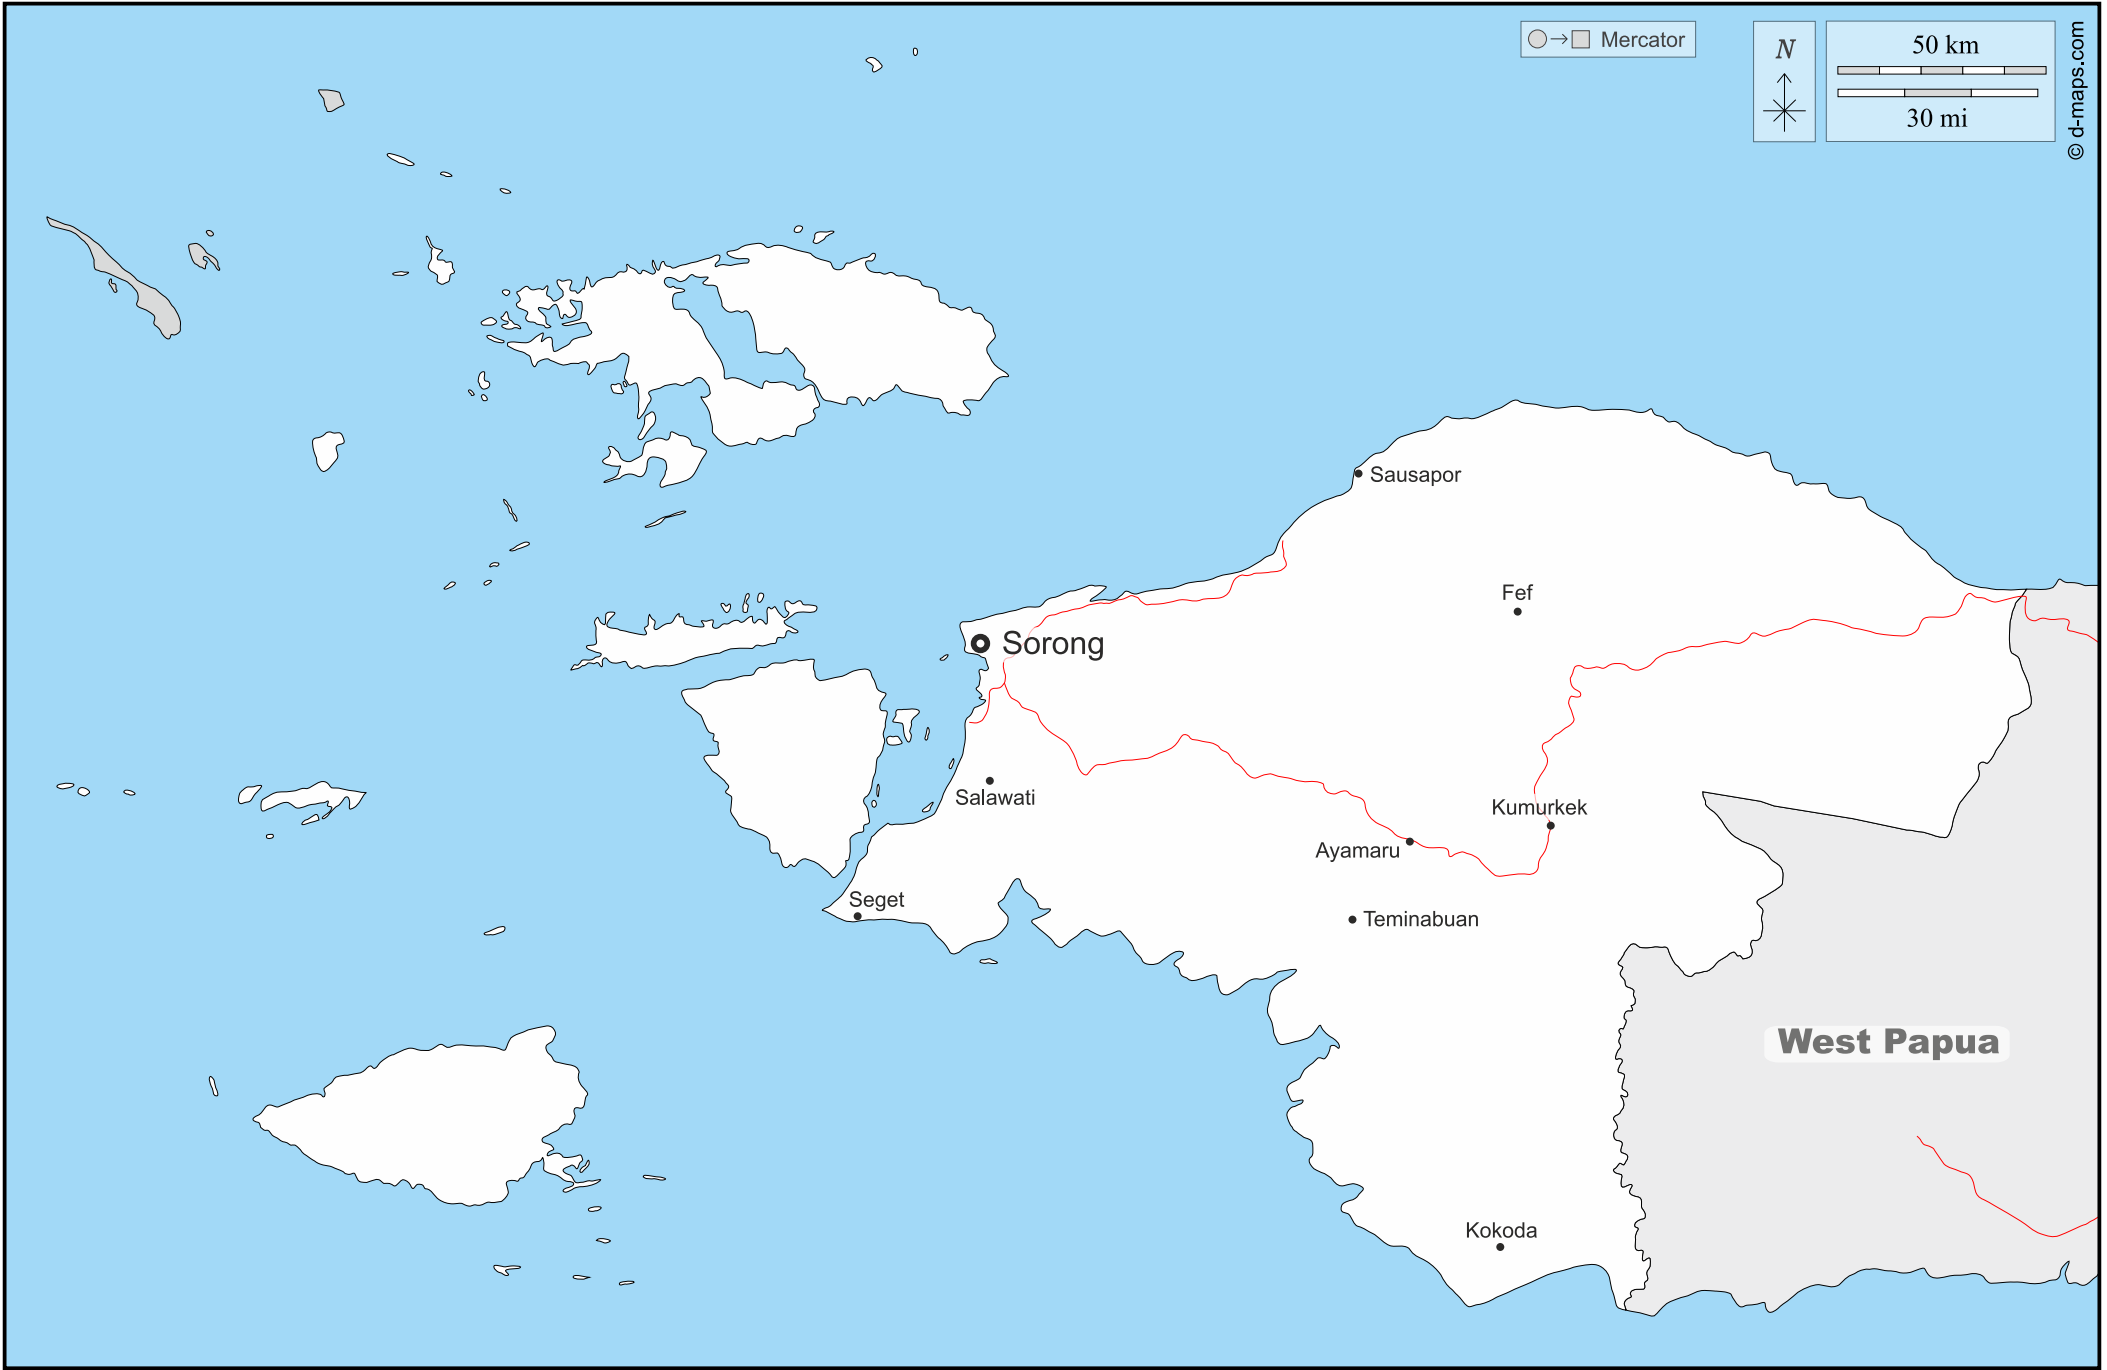 Mercator
N
50 km
30 mi
© d-maps.com
Sausapor
Fef
Sorong
Salawati
Kumurkek
Ayamaru
Seget
Teminabuan
West Papua
Kokoda